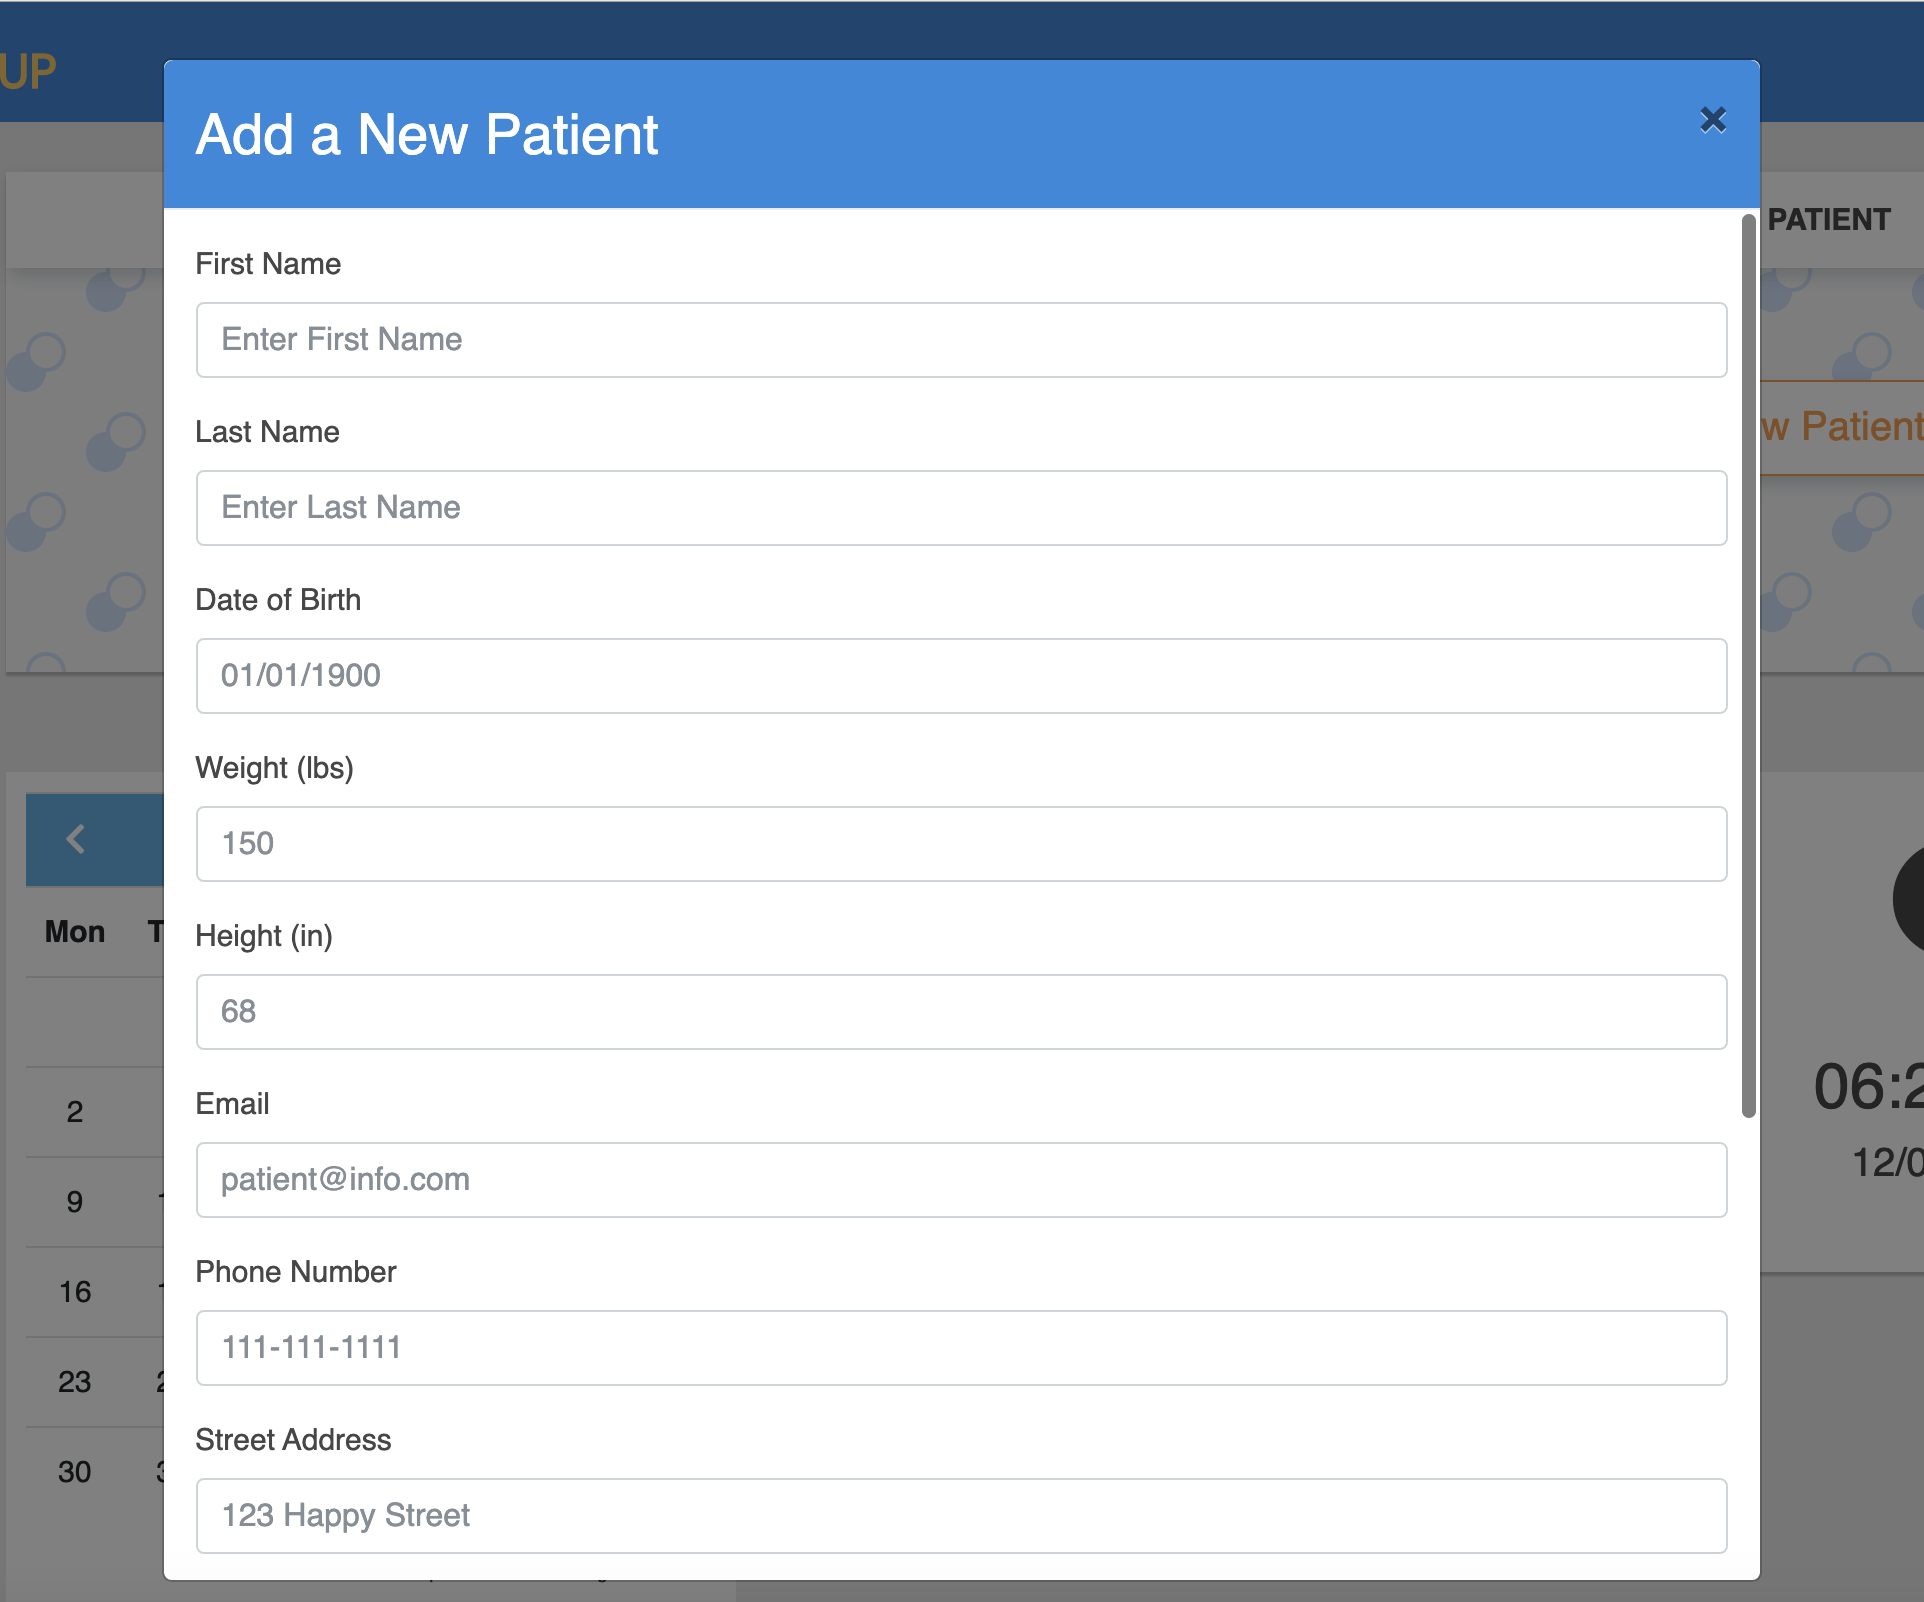 UP
Add a New Patient
PATIENT
First Name
Enter First Name
Last Name
Enter Last Name
w Patient
Date of Birth
01/01/1900
Weight (lbs)
150
Mon
Height (in)
68
Email
patient@info.com
Phone Number
111-111-1111
Street Address
123 Happy Street
2
9
16
23
30
06:2
12/0